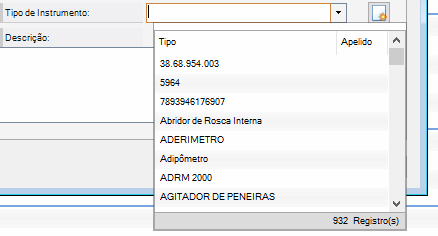 Tipo de Instrumento:
Descrição:
Tipo Apelido
38.68.954.003
5964
7893946176907
Abridor de Rosca Interna
ADERIMETRO
Adipômetro
ADRM 2000
AGITADOR DE PENEIRAS
932 Registro(s)